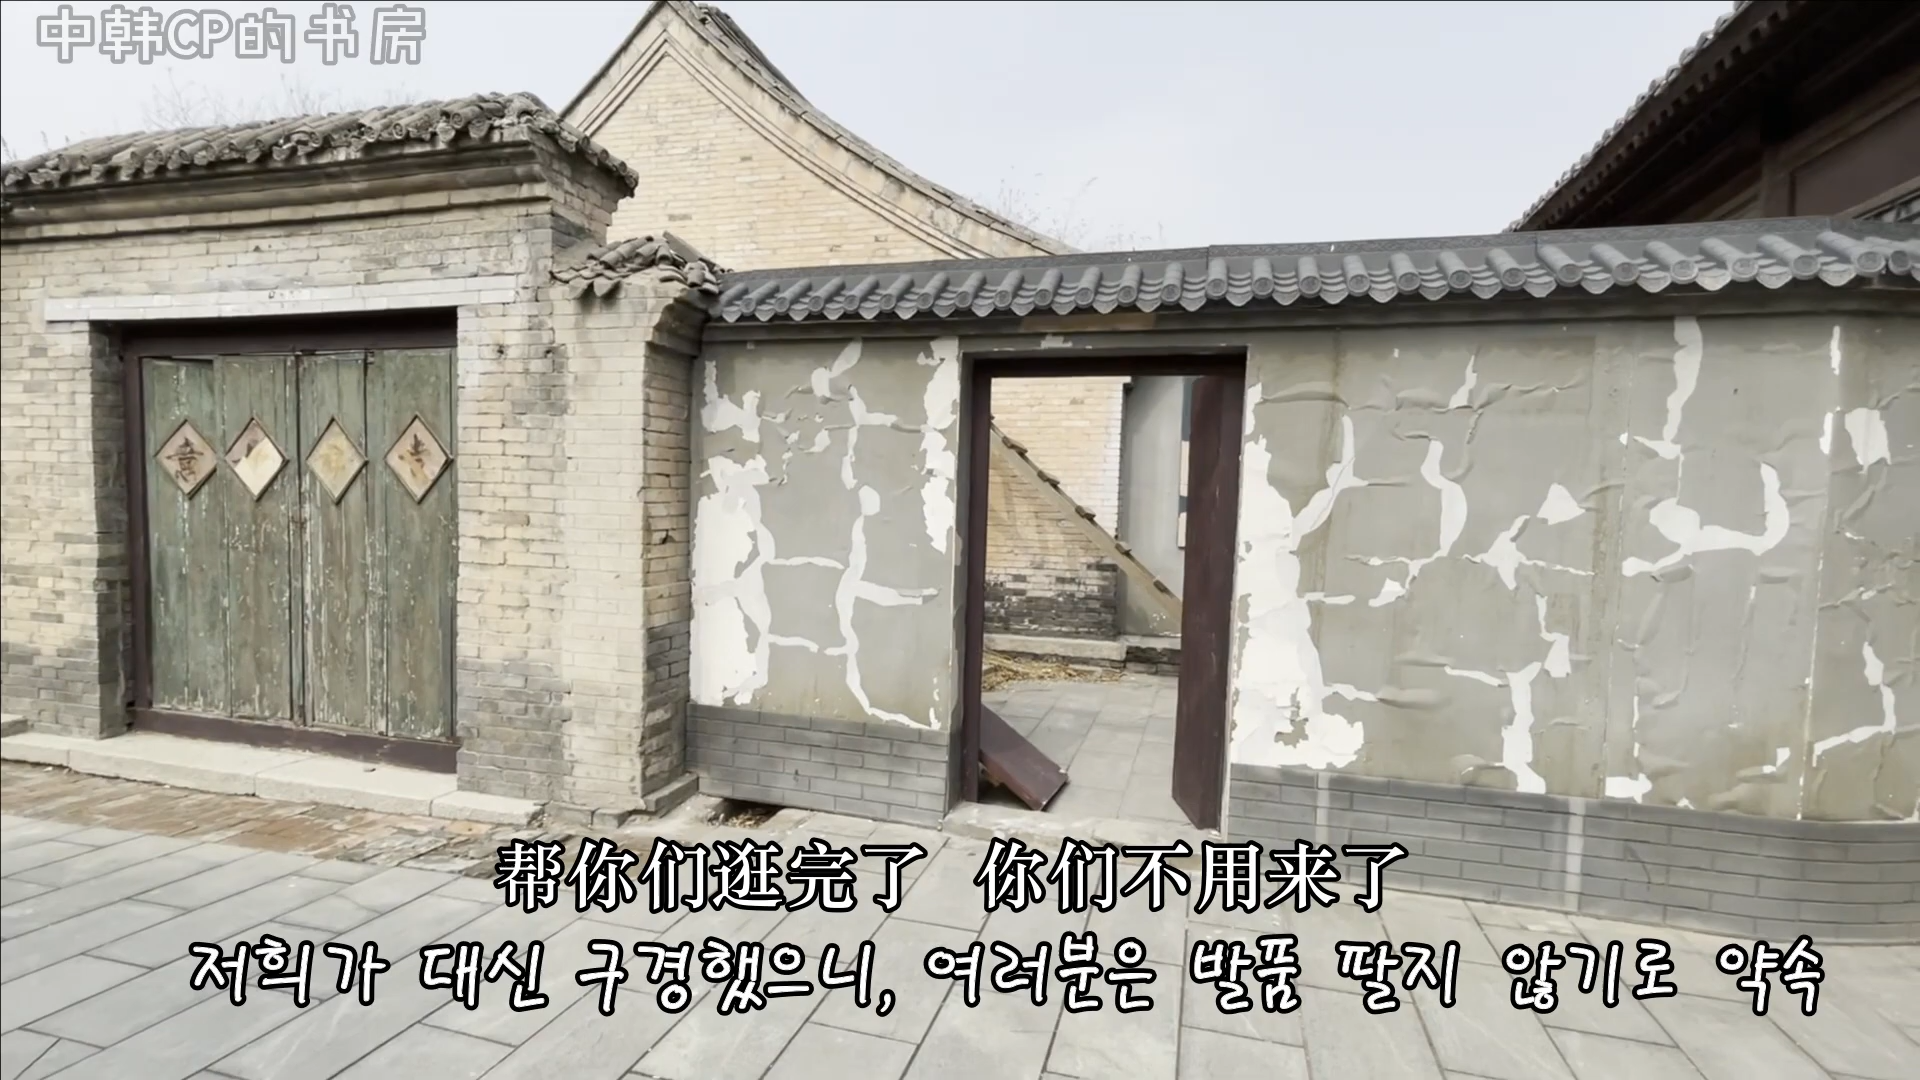 中韩CP的书房
帮你们逛完了 你们不用来了
저희가 대신 구경했으니, 여러분은 발품 팔지 않기로 약속